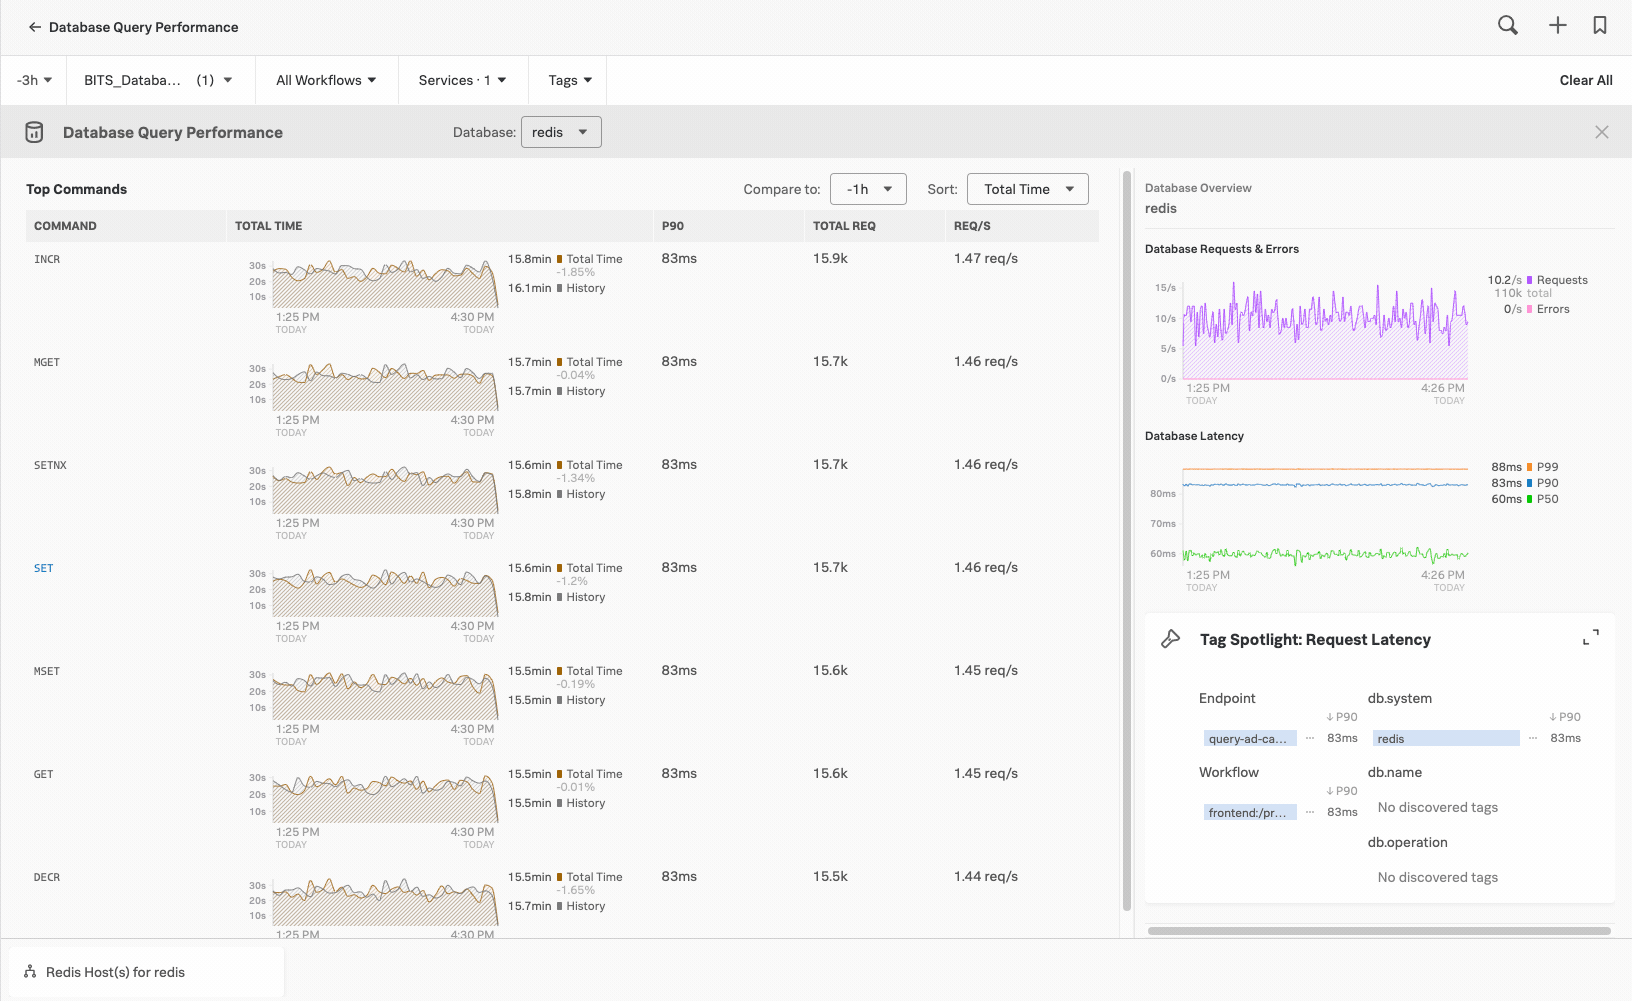 Database Query Performance
-3h
BITS_Databa... (1)
All Workflows
Services · 1
Tags
Clear All
Database Query Performance
Database: redis
Top Commands
Compare to: -1h
Sort: Total Time
COMMAND TOTAL TIME P90 TOTAL REQ REQ/S
INCR
30s
20s
10s
1:25 PM 4:30 PM
TODAY TODAY
15.8min Total Time
-1.85%
16.1min History
83ms 15.9k 1.47 req/s
MGET
30s
20s
10s
1:25 PM 4:30 PM
TODAY TODAY
15.7min Total Time
-0.04%
15.7min History
83ms 15.7k 1.46 req/s
SETNX
30s
20s
10s
1:25 PM 4:30 PM
TODAY TODAY
15.6min Total Time
-1.34%
15.8min History
83ms 15.7k 1.46 req/s
SET
30s
20s
10s
1:25 PM 4:30 PM
TODAY TODAY
15.6min Total Time
-1.2%
15.8min History
83ms 15.7k 1.46 req/s
MSET
30s
20s
10s
1:25 PM 4:30 PM
TODAY TODAY
15.5min Total Time
-0.19%
15.5min History
83ms 15.6k 1.45 req/s
GET
30s
20s
10s
1:25 PM 4:30 PM
TODAY TODAY
15.5min Total Time
-0.01%
15.5min History
83ms 15.6k 1.45 req/s
DECR
30s
20s
10s
1:25 PM 4:30 PM
15.5min Total Time
-1.65%
15.7min History
83ms 15.5k 1.44 req/s
Database Overview
redis
Database Requests & Errors
15/s
10/s
5/s
0/s
1:25 PM 4:26 PM
TODAY TODAY
10.2/s Requests
110k total
0/s Errors
Database Latency
80ms
70ms
60ms
1:25 PM 4:26 PM
TODAY TODAY
88ms P99
83ms P90
60ms P50
Tag Spotlight: Request Latency
Endpoint
↓ P90
query-ad-ca... ... 83ms
Workflow
↓ P90
frontend:/pr... ... 83ms
db.system
↓ P90
redis ... 83ms
db.name
No discovered tags
db.operation
No discovered tags
Redis Host(s) for redis